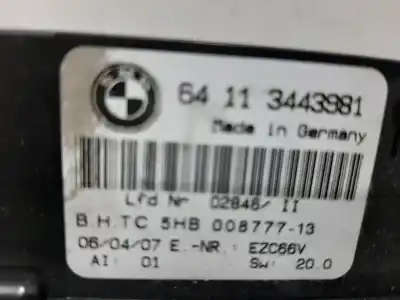 BMW
64 11 3443981
Made in Germany
Lfd Nr 02846/ II
B.H.TC 5HB 008777-13
06/04/07 E.-NR.: EZC66V
AI: 01 SW: 20.0